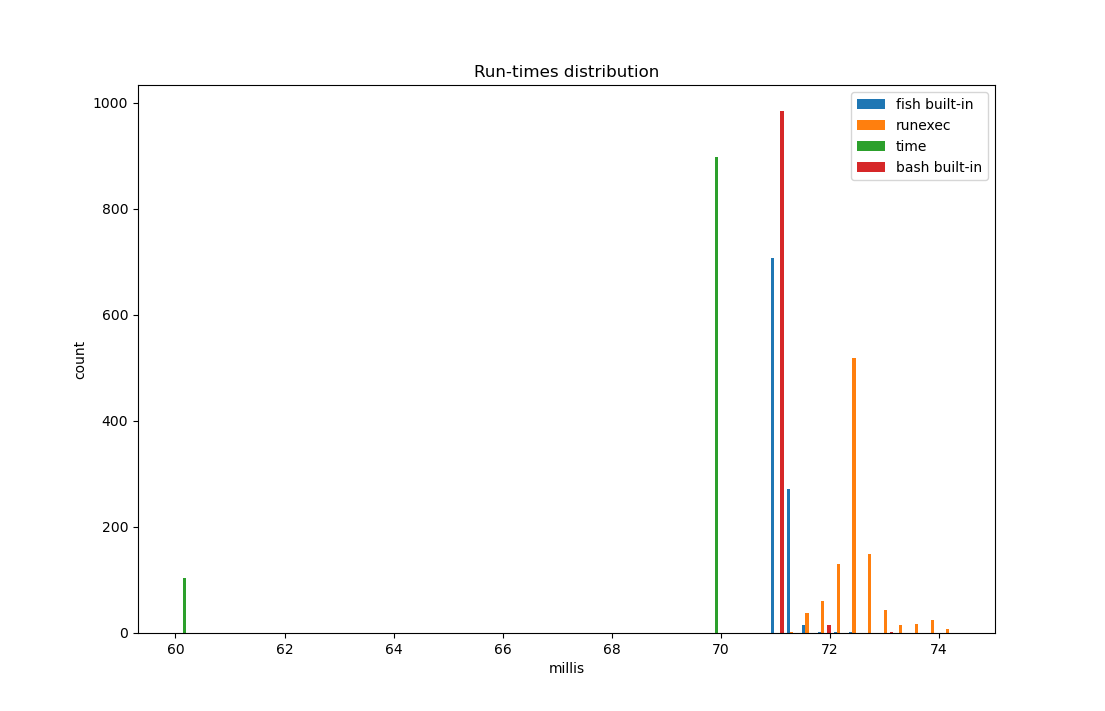 Run-times distribution
fish built-in
runexec
time
bash built-in
1000
800
600
400
200
0
count
60
62
64
66
68
70
72
74
millis